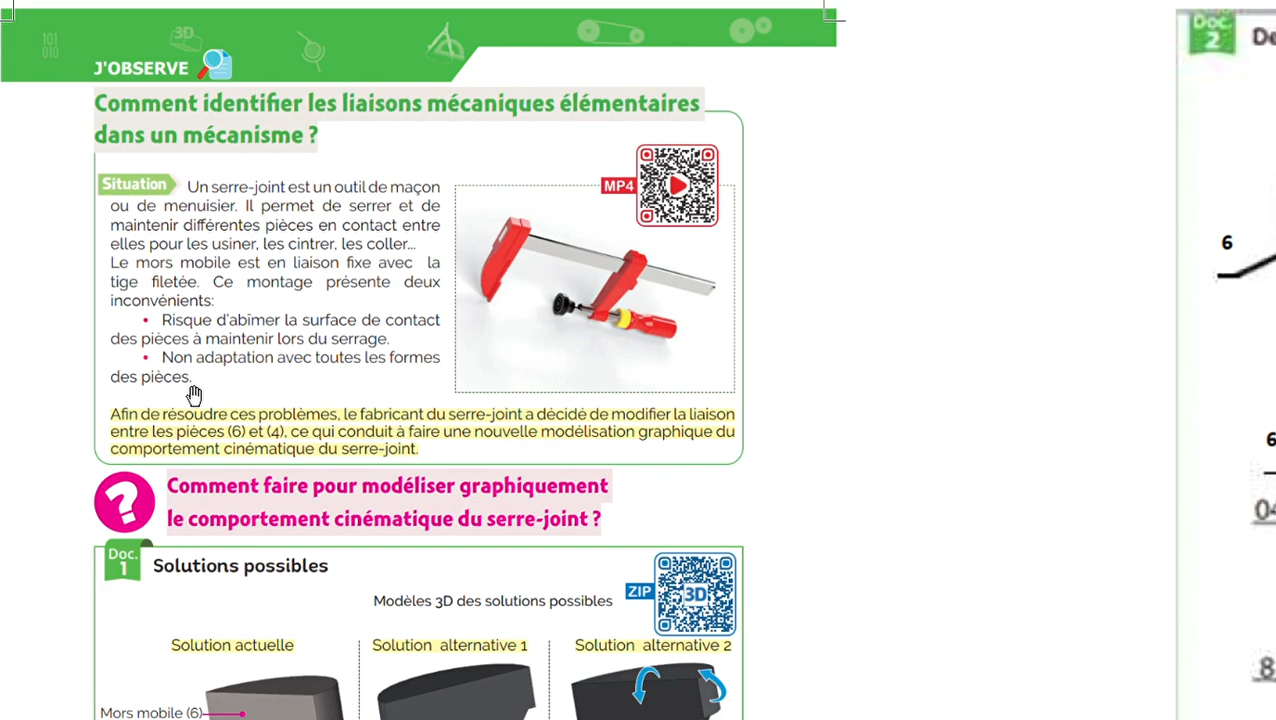 101
010
3D
J'OBSERVE
Comment identifier les liaisons mécaniques élémentaires
dans un mécanisme ?
Situation Un serre-joint est un outil de maçon
ou de menuisier. Il permet de serrer et de
maintenir différentes pièces en contact entre
elles pour les usiner, les cintrer, les coller...
Le mors mobile est en liaison fixe avec la
tige filetée. Ce montage présente deux
inconvénients:
• Risque d'abîmer la surface de contact
des pièces à maintenir lors du serrage.
• Non adaptation avec toutes les formes
des pièces.
MP4
Afin de résoudre ces problèmes, le fabricant du serre-joint a décidé de modifier la liaison
entre les pièces (6) et (4), ce qui conduit à faire une nouvelle modélisation graphique du
comportement cinématique du serre-joint.
?
Comment faire pour modéliser graphiquement
le comportement cinématique du serre-joint ?
Doc.
1
Solutions possibles
ZIP
3D
Modèles 3D des solutions possibles
Solution actuelle
Solution alternative 1
Solution alternative 2
Mors mobile (6)
Doc.
2
De
6
6
04
8